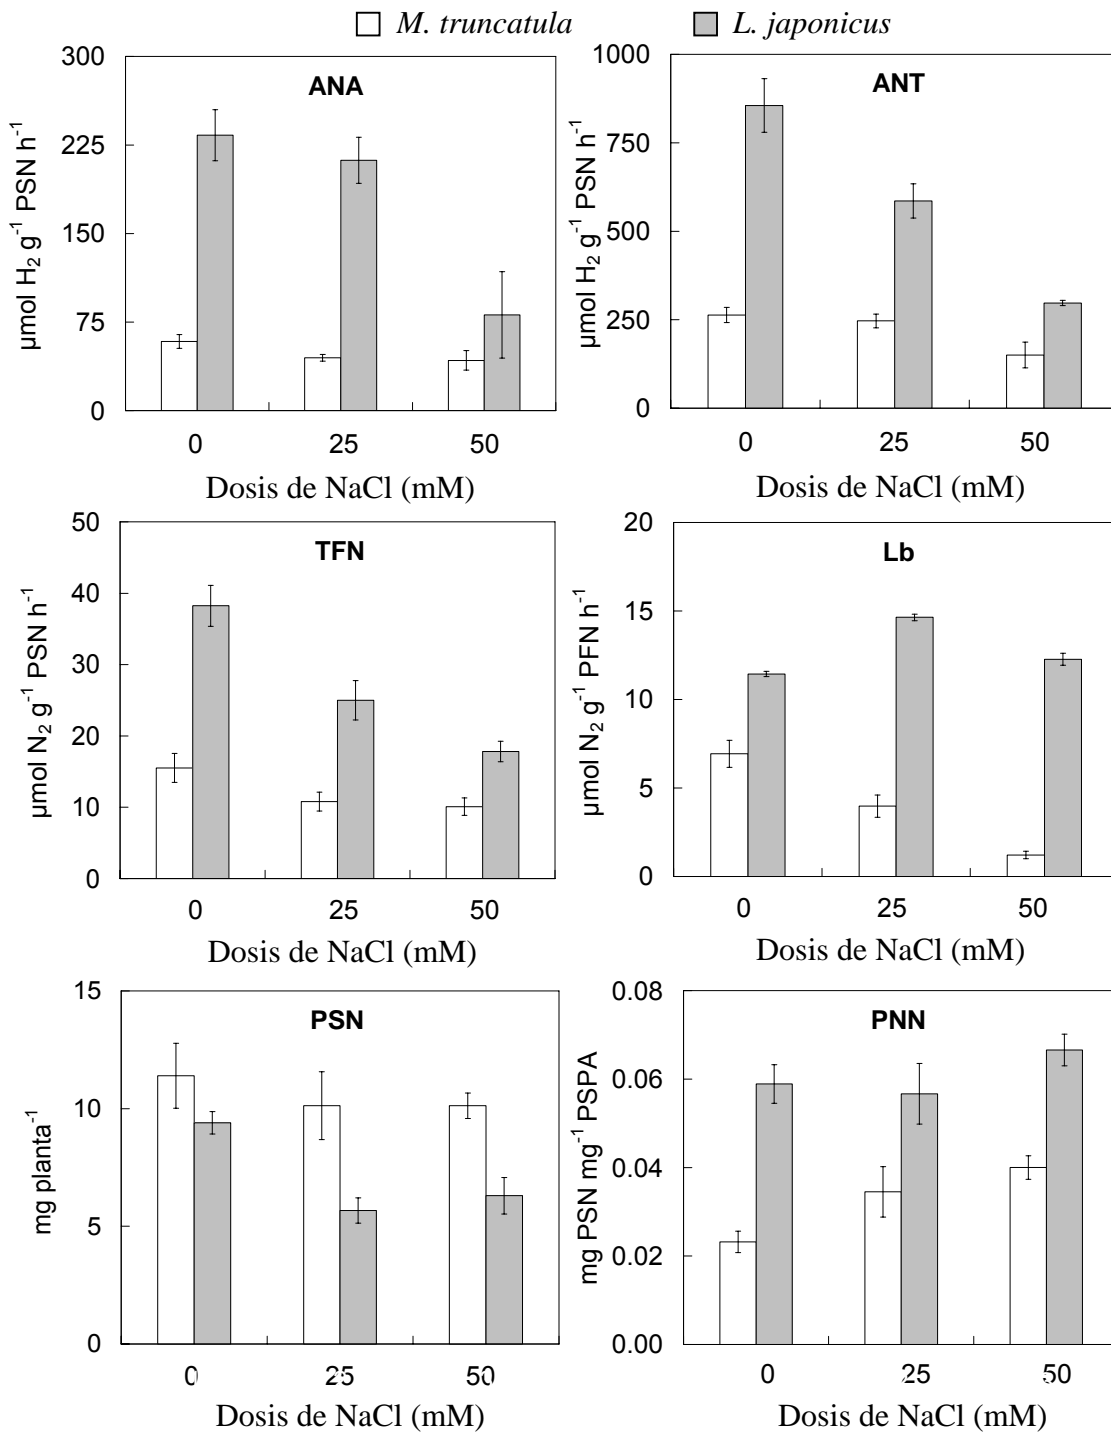 M. truncatula L. japonicus
ANA
µmol H2 g-1 PSN h-1
300
225
150
75
0
0 25 50
Dosis de NaCl (mM)
ANT
µmol H2 g-1 PSN h-1
1000
750
500
250
0
0 25 50
Dosis de NaCl (mM)
TFN
µmol N2 g-1 PSN h-1
50
40
30
20
10
0
0 25 50
Dosis de NaCl (mM)
Lb
µmol N2 g-1 PFN h-1
20
15
10
5
0
0 25 50
Dosis de NaCl (mM)
PSN
mg planta-1
15
10
5
0
0 25 50
Dosis de NaCl (mM)
PNN
mg PSN mg-1 PSPA
0.08
0.06
0.04
0.02
0.00
0 25 50
Dosis de NaCl (mM)